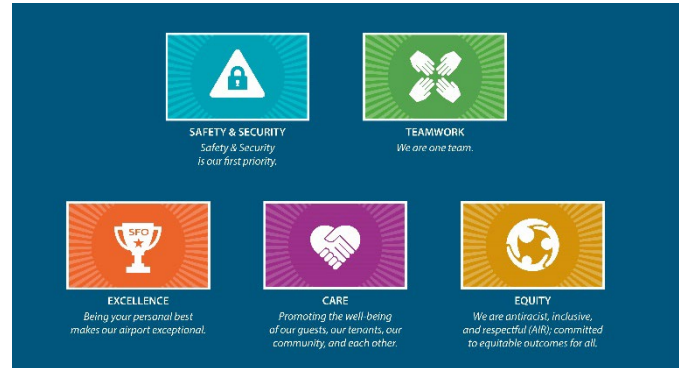 SAFETY & SECURITY
Safety & Security
is our first priority.
TEAMWORK
We are one team.
SFO
EXCELLENCE
Being your personal best
makes our airport exceptional.
CARE
Promoting the well-being
of our guests, our tenants, our
community, and each other.
EQUITY
We are antiracist, inclusive,
and respectful (AIR); committed
to equitable outcomes for all.